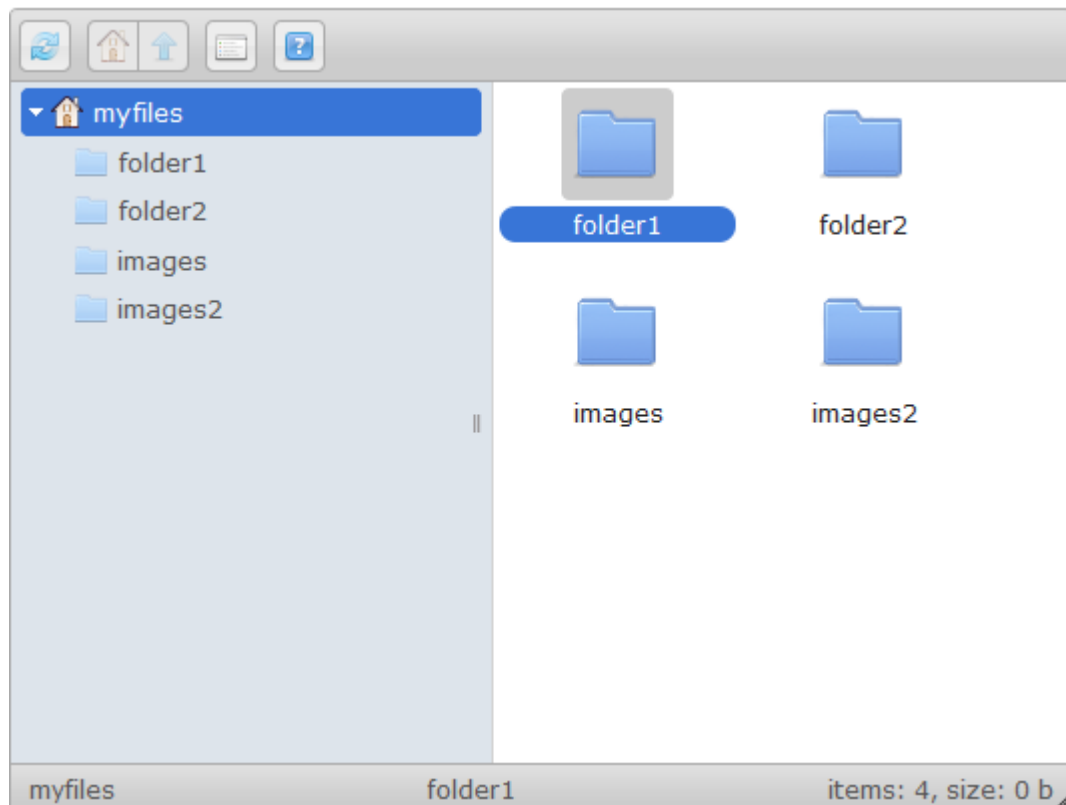 myfiles
folder1
folder2
images
images2
folder1 folder2
images images2
myfiles folder1 items: 4, size: 0 b